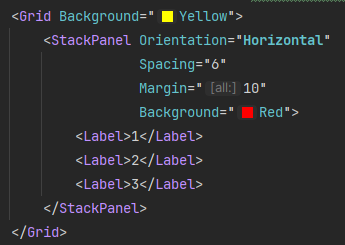 <Grid Background="Yellow">
    <StackPanel Orientation="Horizontal"
                Spacing="6"
                Margin="[all:]10"
                Background="Red">
        <Label>1</Label>
        <Label>2</Label>
        <Label>3</Label>
    </StackPanel>
</Grid>